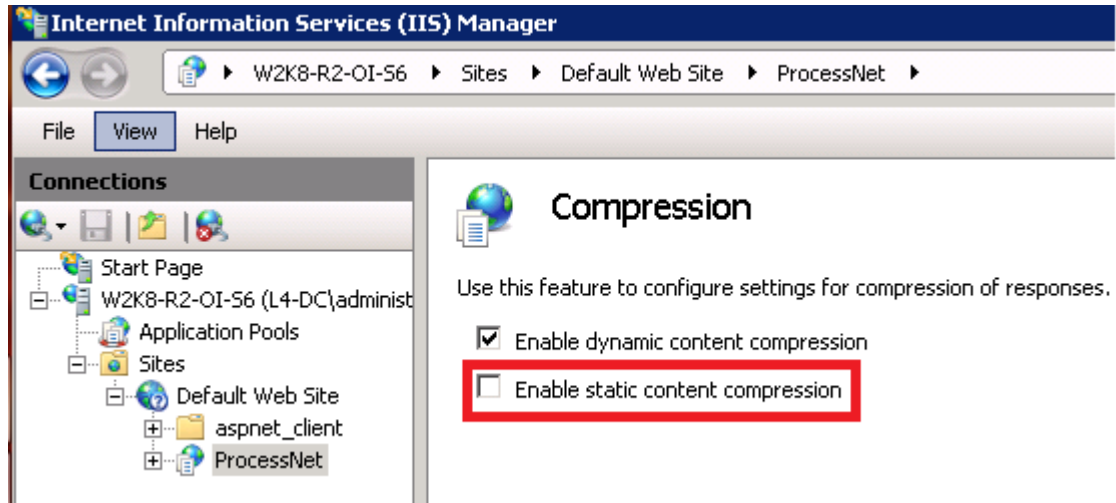 Internet Information Services (IIS) Manager
W2K8-R2-OI-S6 Sites Default Web Site ProcessNet
File View Help
Connections
Start Page
W2K8-R2-OI-S6 (L4-DC\administ
Application Pools
Sites
Default Web Site
aspnet_client
ProcessNet
Compression
Use this feature to configure settings for compression of responses.
Enable dynamic content compression
Enable static content compression